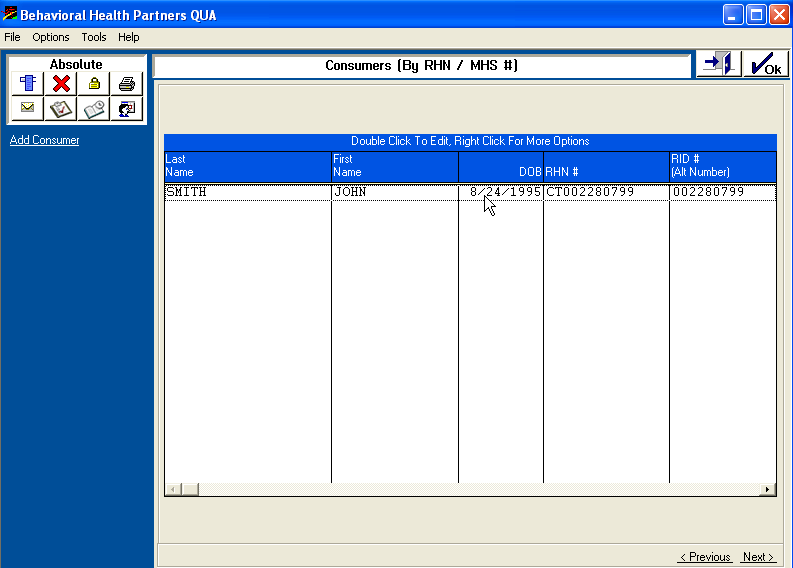 Behavioral Health Partners QUA
File Options Tools Help
Absolute
Consumers (By RHN / MHS #)
Ok
Add Consumer
Double Click To Edit, Right Click For More Options
Last Name First Name DOB RHN # RID # (Alt Number)
SMITH JOHN 8/24/1995 CT002280799 002280799
< Previous Next >